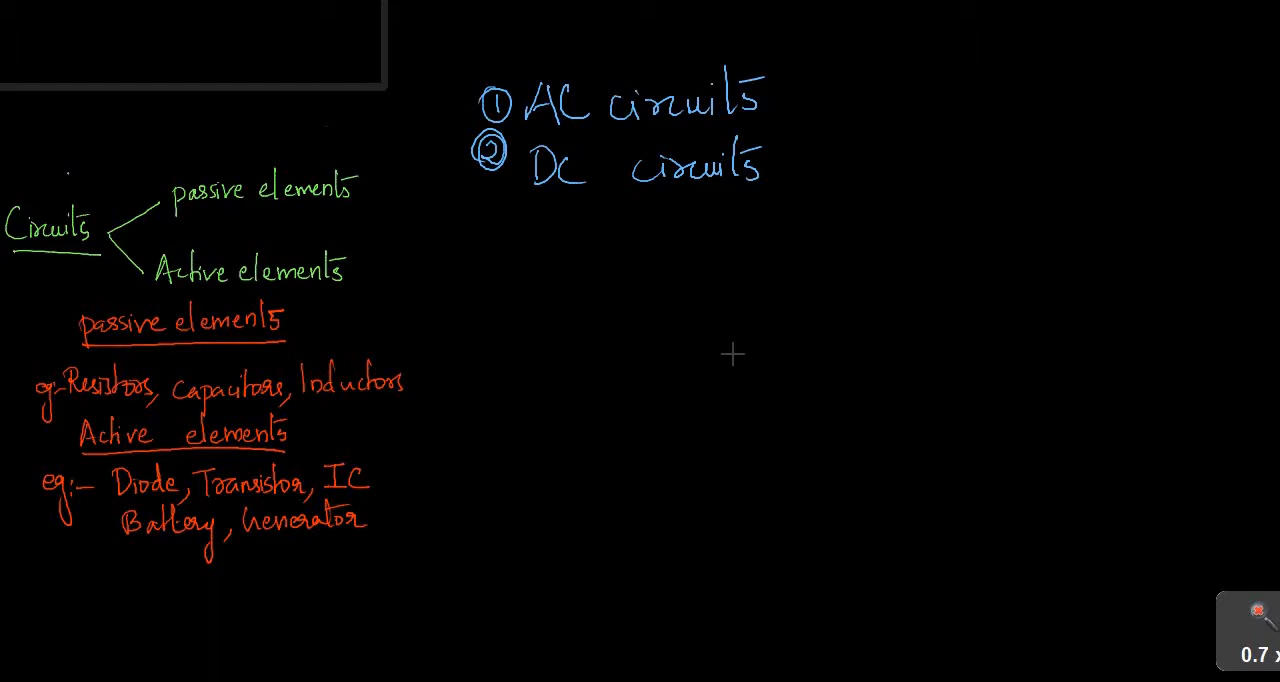 ① AC circuits
② DC circuits
Circuits
passive elements
Active elements
passive elements
eg:- Resistors, capacitors, Inductors
Active elements
eg:- Diode, Transistor, IC
Battery, Generator
0.7 x